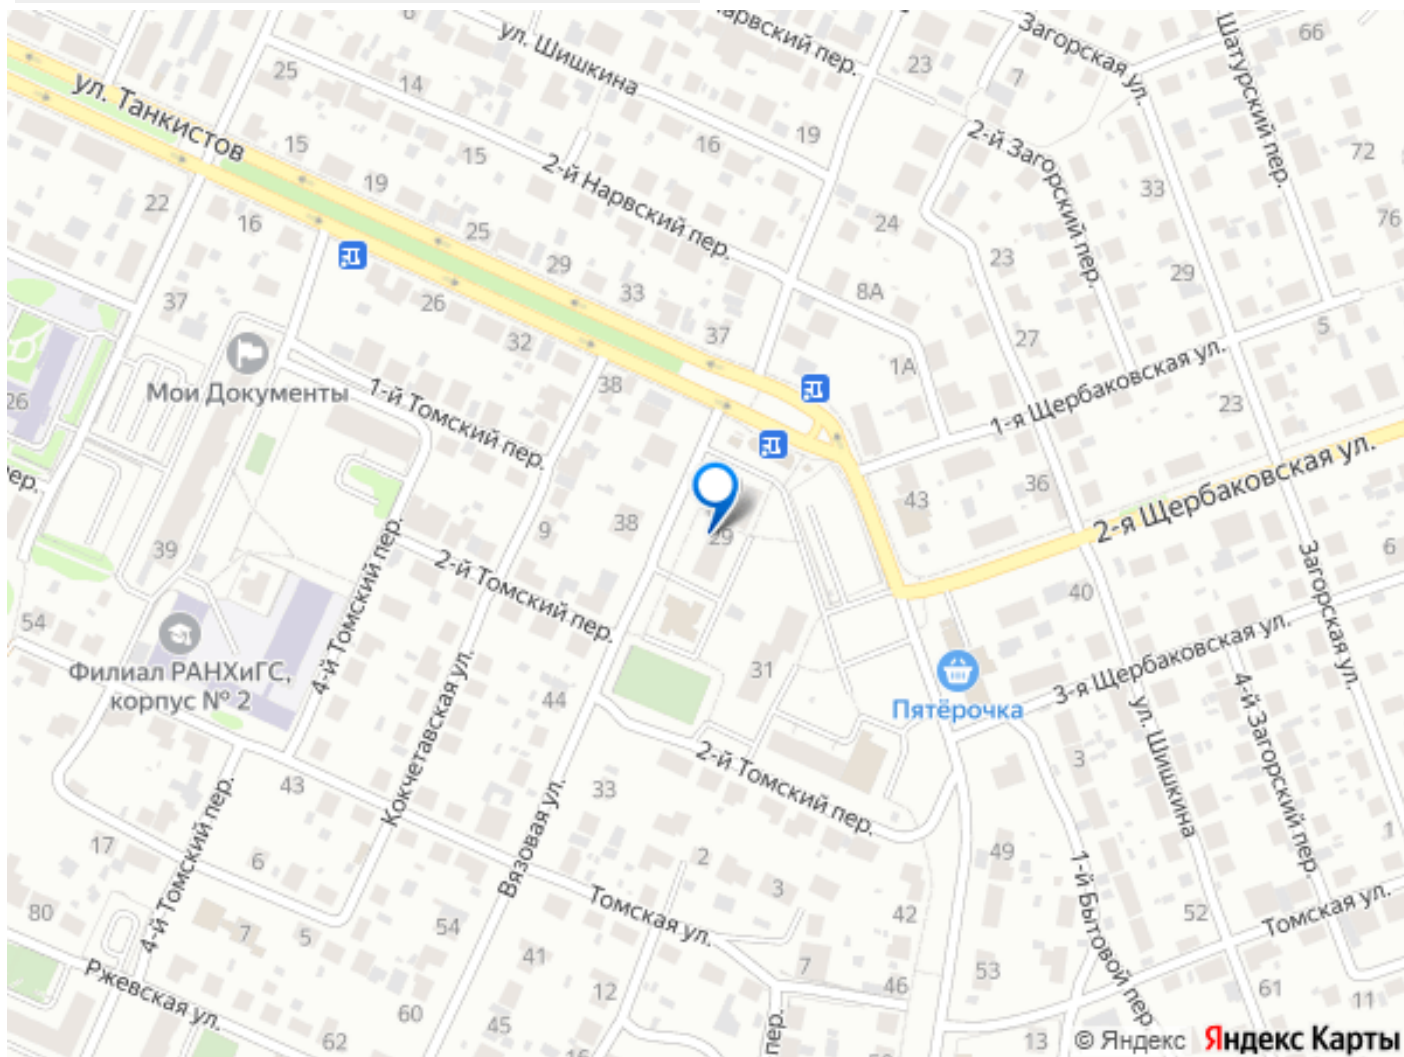 6
ул. Шишкина
Нарвский пер.
Загорская ул.
Шатурский пер.
66
25
14
23
7
ул. Танкистов
15
15
2-й Нарвский пер.
16
19
2-й Загорский пер.
72
33
19
22
16
25
24
76
29
33
23
29
8А
37
26
32
37
27
5
1А
Мои Документы
38
1-й Томский пер.
1-я Щербаковская ул.
23
26
пер.
43
36
2-я Щербаковская ул.
38
9
29
39
6
4-й Томский пер.
2-й Томский пер.
40
Загорская ул.
54
Филиал РАНХиГС,
корпус № 2
Кокчетавская ул.
44
31
Пятёрочка
3-я Щербаковская ул.
4-й Загорский пер.
ул. Шишкина
43
33
2-й Томский пер.
3
Вязовая ул.
4-й Томский пер.
17
6
2
3
49
1
1-й Бытовой пер.
80
7
5
54
Томская ул.
42
52
Томская ул.
Ржевская ул.
41
7
46
53
12
61
11
60
62
45
16
пер.
13
© Яндекс Яндекс Карты